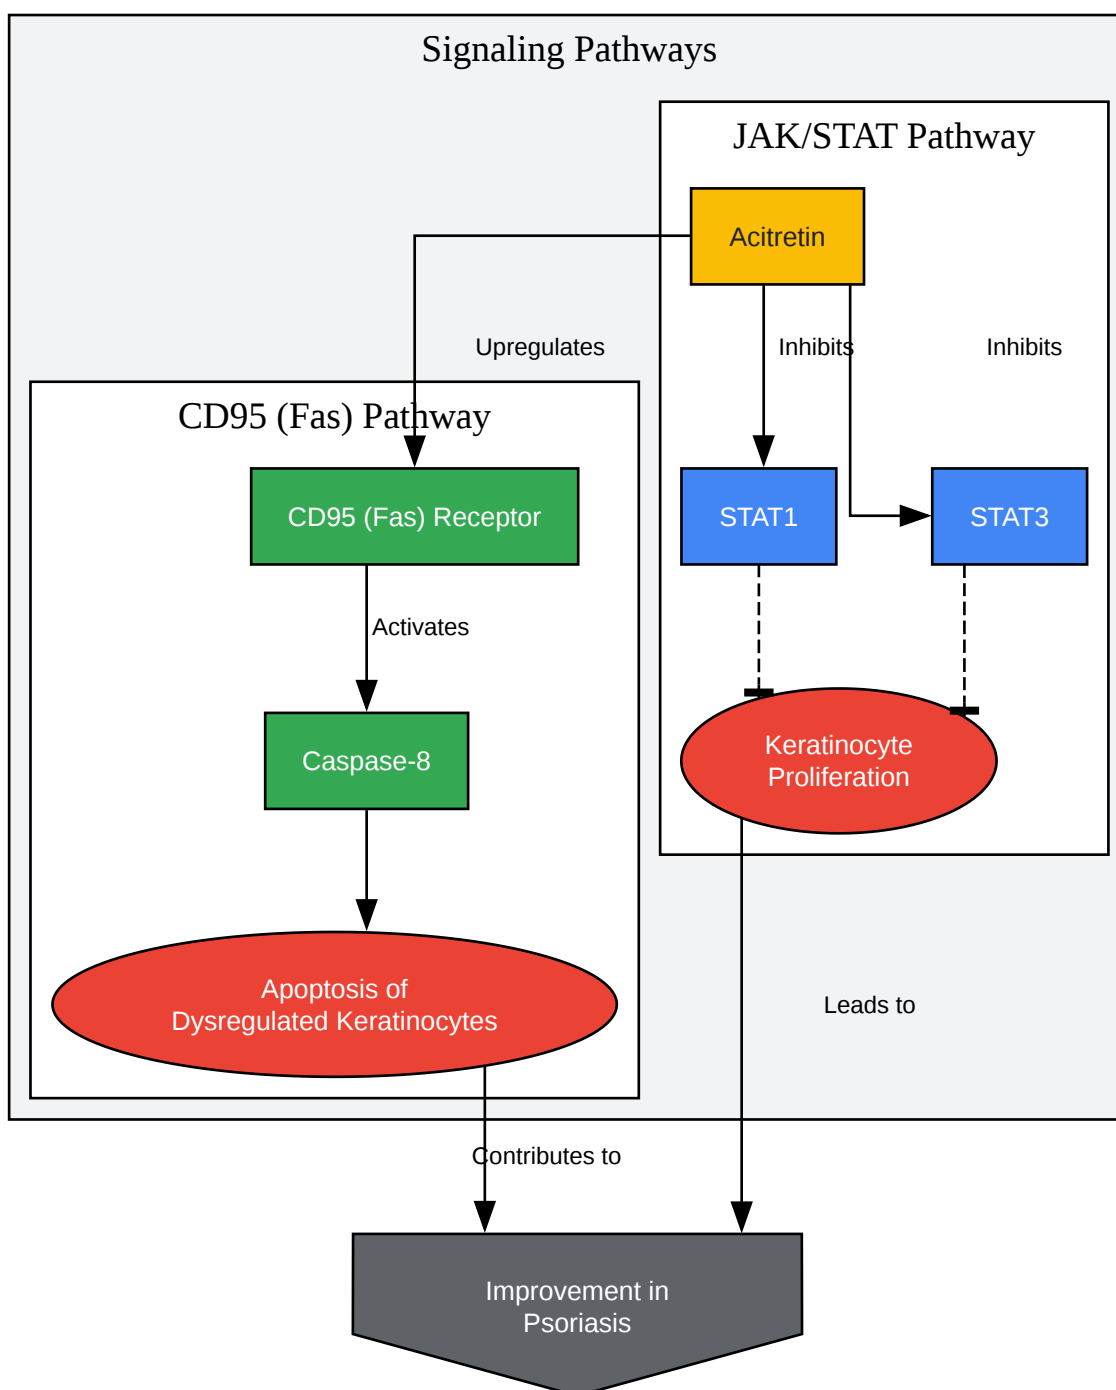 Signaling Pathways
JAK/STAT Pathway
Acitretin
Upregulates
Inhibits
Inhibits
CD95 (Fas) Pathway
CD95 (Fas) Receptor
STAT1
STAT3
Activates
Caspase-8
Keratinocyte
Proliferation
Apoptosis of
Dysregulated Keratinocytes
Leads to
Contributes to
Improvement in
Psoriasis